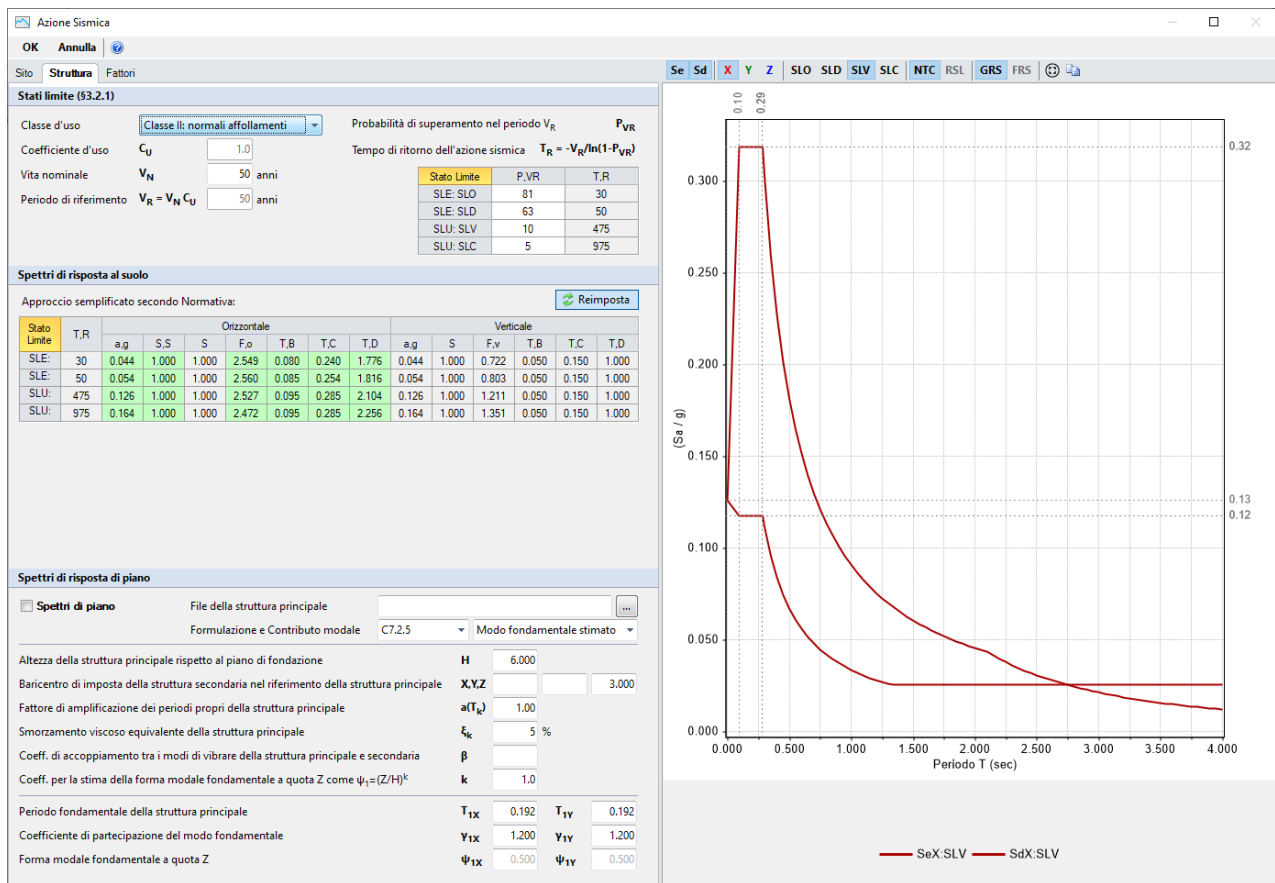 Azione Sismica
OK Annulla
Sito Struttura Fattori
Stati limite (§3.2.1)
Classe d'uso Classe II: normali affollamenti
Coefficiente d'uso C_U 1.0
Vita nominale V_N 50 anni
Periodo di riferimento V_R = V_N C_U 50 anni
Probabilità di superamento nel periodo V_R P_VR
Tempo di ritorno dell'azione sismica T_R = -V_R/ln(1-P_VR)
Stato Limite P,VR T,R
SLE: SLO 81 30
SLE: SLD 63 50
SLU: SLV 10 475
SLU: SLC 5 975
Spettri di risposta al suolo
Approccio semplificato secondo Normativa: Reimposta
Stato Limite T,R Orizzontale Verticale
a,g S,S S F,o T,B T,C T,D a,g S F,v T,B T,C T,D
SLE: 30 0.044 1.000 1.000 2.549 0.080 0.240 1.776 0.044 1.000 0.722 0.050 0.150 1.000
SLE: 50 0.054 1.000 1.000 2.560 0.085 0.254 1.816 0.054 1.000 0.803 0.050 0.150 1.000
SLU: 475 0.126 1.000 1.000 2.527 0.095 0.285 2.104 0.126 1.000 1.211 0.050 0.150 1.000
SLU: 975 0.164 1.000 1.000 2.472 0.095 0.285 2.256 0.164 1.000 1.351 0.050 0.150 1.000
Spettri di risposta di piano
Spettri di piano File della struttura principale ...
Formulazione e Contributo modale C7.2.5 Modo fondamentale stimato
Altezza della struttura principale rispetto al piano di fondazione H 6.000
Baricentro di imposta della struttura secondaria nel riferimento della struttura principale X,Y,Z 3.000
Fattore di amplificazione dei periodi propri della struttura principale a(T_k) 1.00
Smorzamento viscoso equivalente della struttura principale ξ_k 5 %
Coeff. di accoppiamento tra i modi di vibrare della struttura principale e secondaria β
Coeff. per la stima della forma modale fondamentale a quota Z come ψ_1=(Z/H)^k k 1.0
Periodo fondamentale della struttura principale T_1X 0.192 T_1Y 0.192
Coefficiente di partecipazione del modo fondamentale γ_1X 1.200 γ_1Y 1.200
Forma modale fondamentale a quota Z ψ_1X 0.500 ψ_1Y 0.500
Se Sd X Y Z SLO SLD SLV SLC NTC RSL GRS FRS
0.10 0.29
0.32
0.300
0.250
0.200
0.150
0.13
0.12
0.100
0.050
0.000
(Sa / g)
0.000 0.500 1.000 1.500 2.000 2.500 3.000 3.500 4.000
Periodo T (sec)
SeX:SLV SdX:SLV